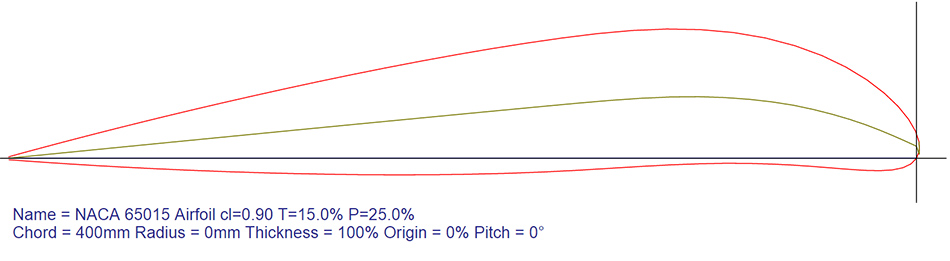 Name = NACA 65015 Airfoil cl=0.90 T=15.0% P=25.0%
Chord = 400mm Radius = 0mm Thickness = 100% Origin = 0% Pitch = 0°